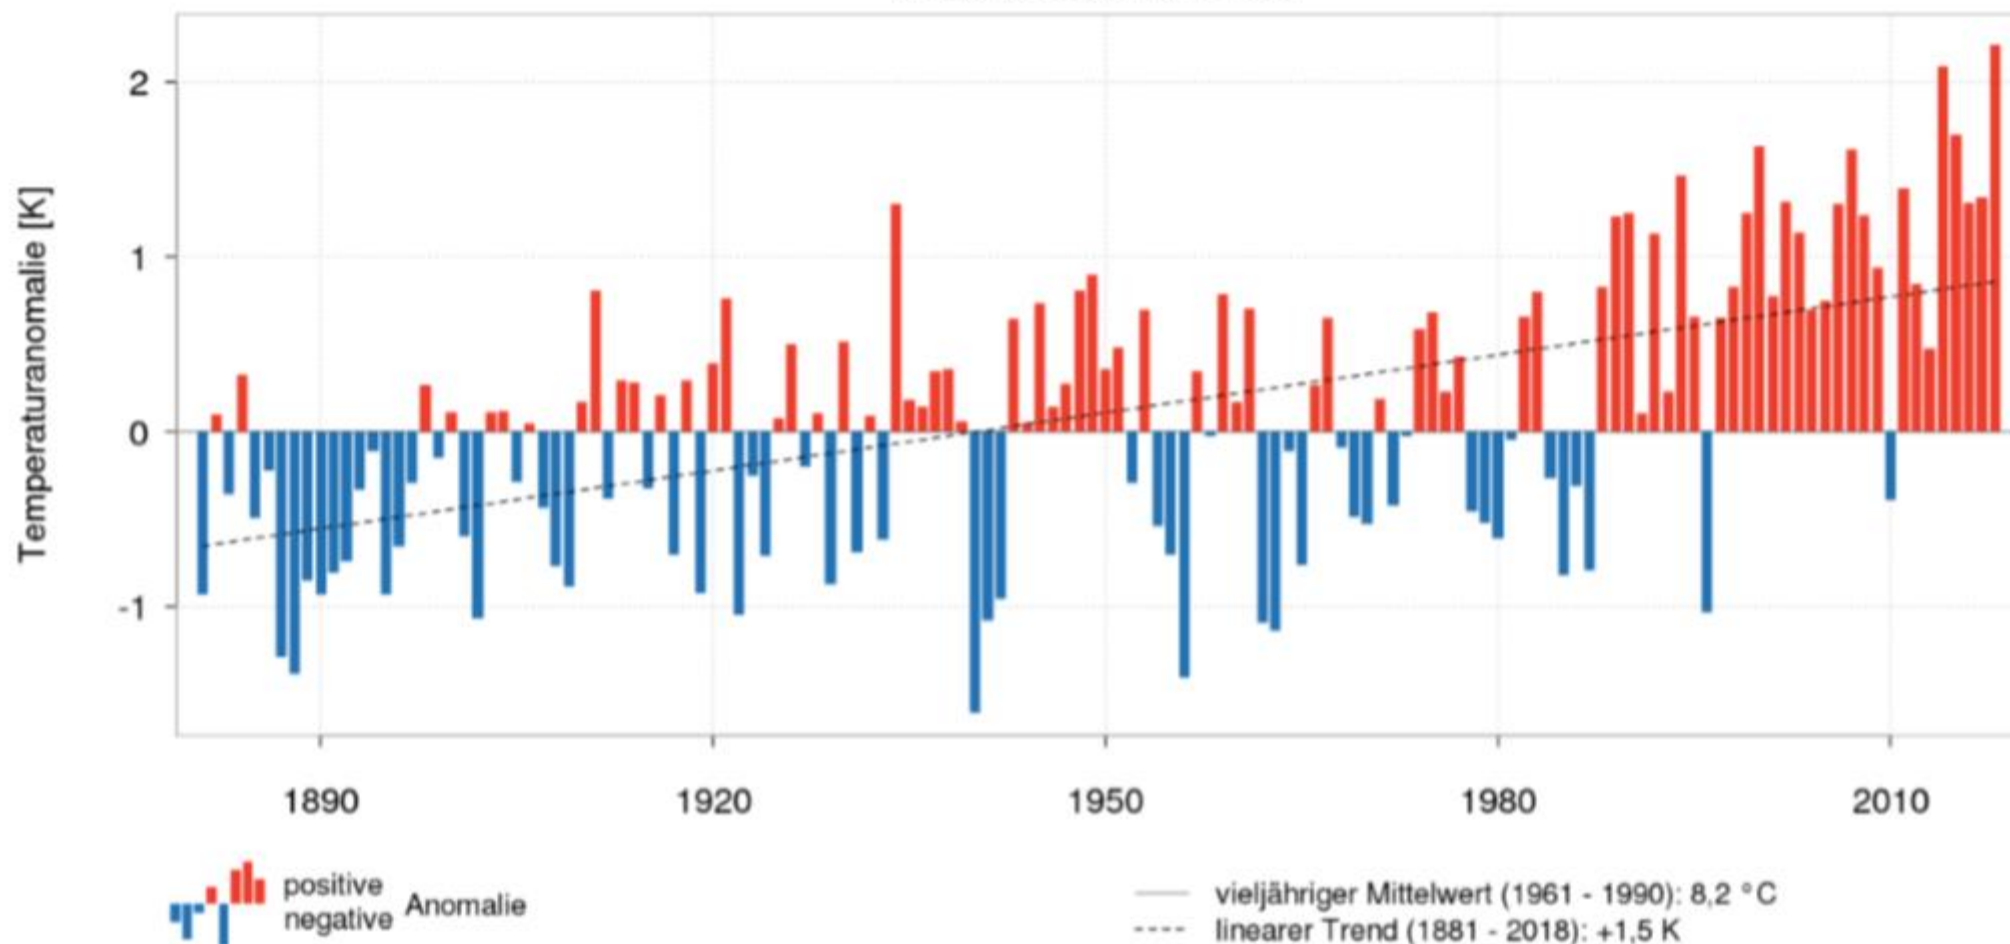 Temperaturanomalie [K]
2
1
0
-1
1890 1920 1950 1980 2010
positive
negative
Anomalie
vieljähriger Mittelwert (1961 - 1990): 8,2 °C
linearer Trend (1881 - 2018): +1,5 K